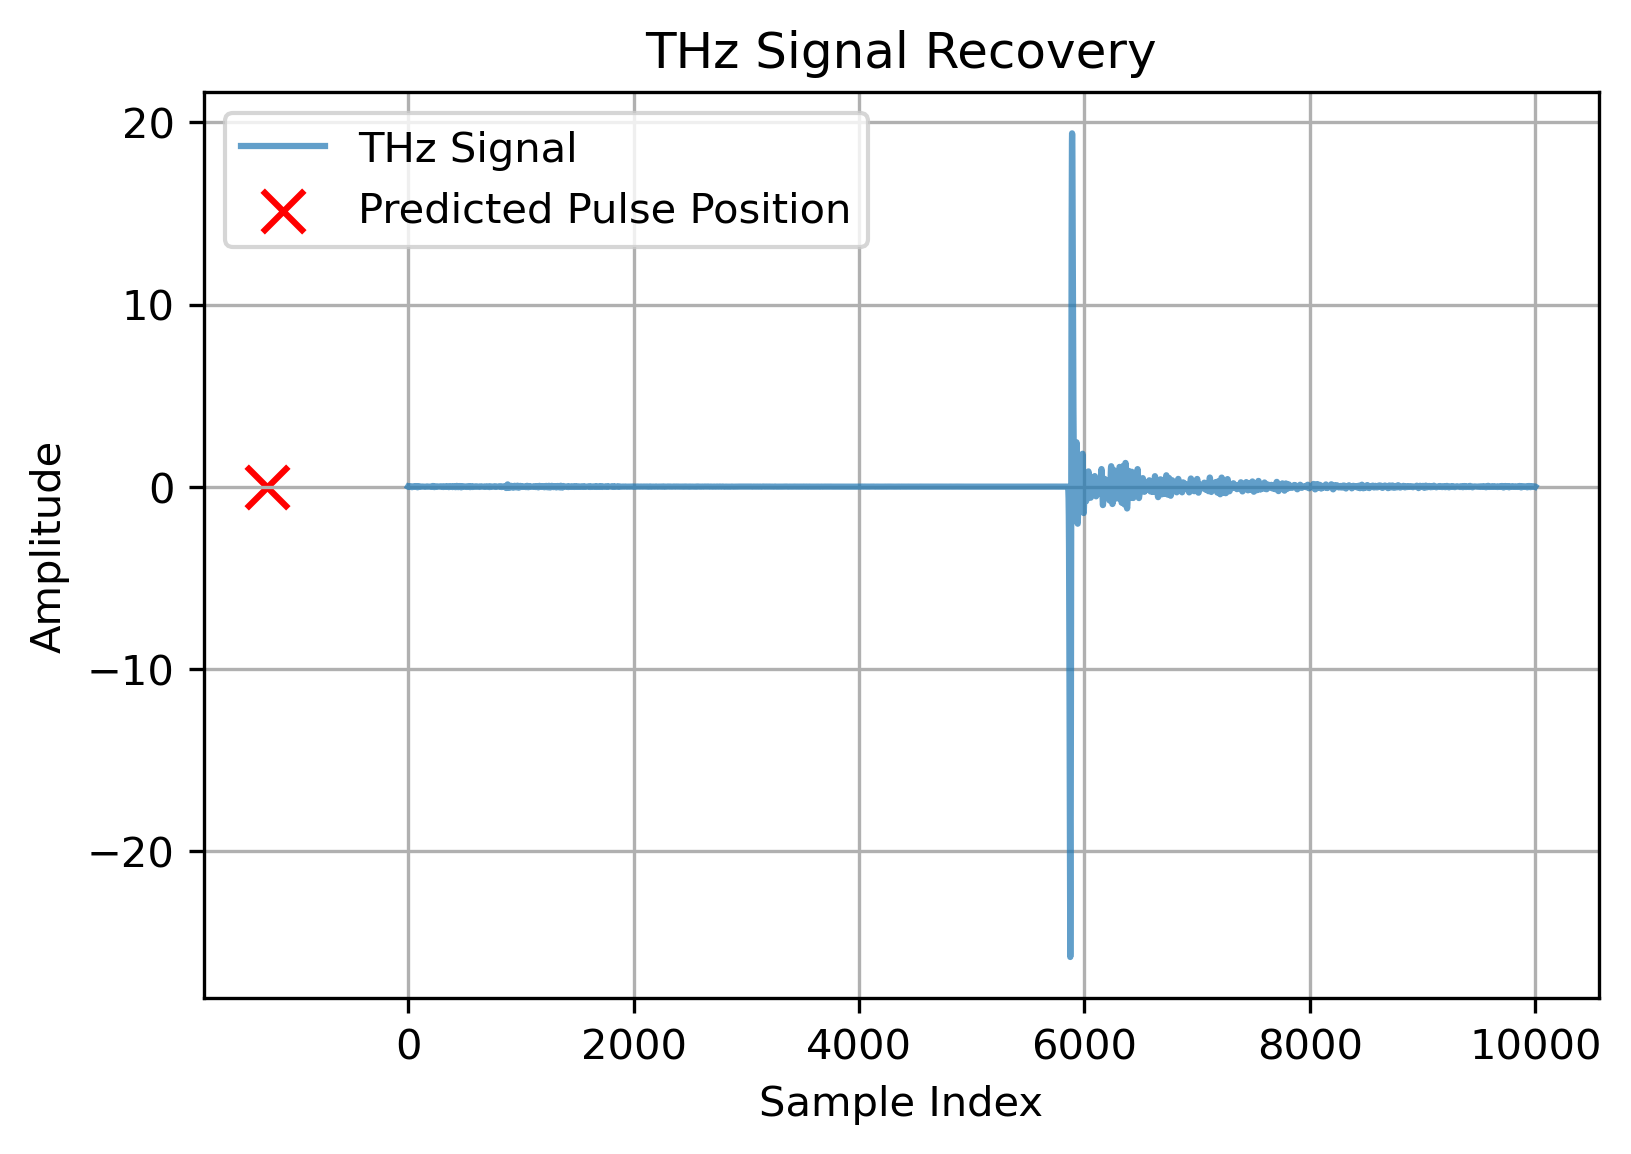 THz Signal Recovery
THz Signal
Predicted Pulse Position
20
10
0
−10
−20
Amplitude
0 2000 4000 6000 8000 10000
Sample Index